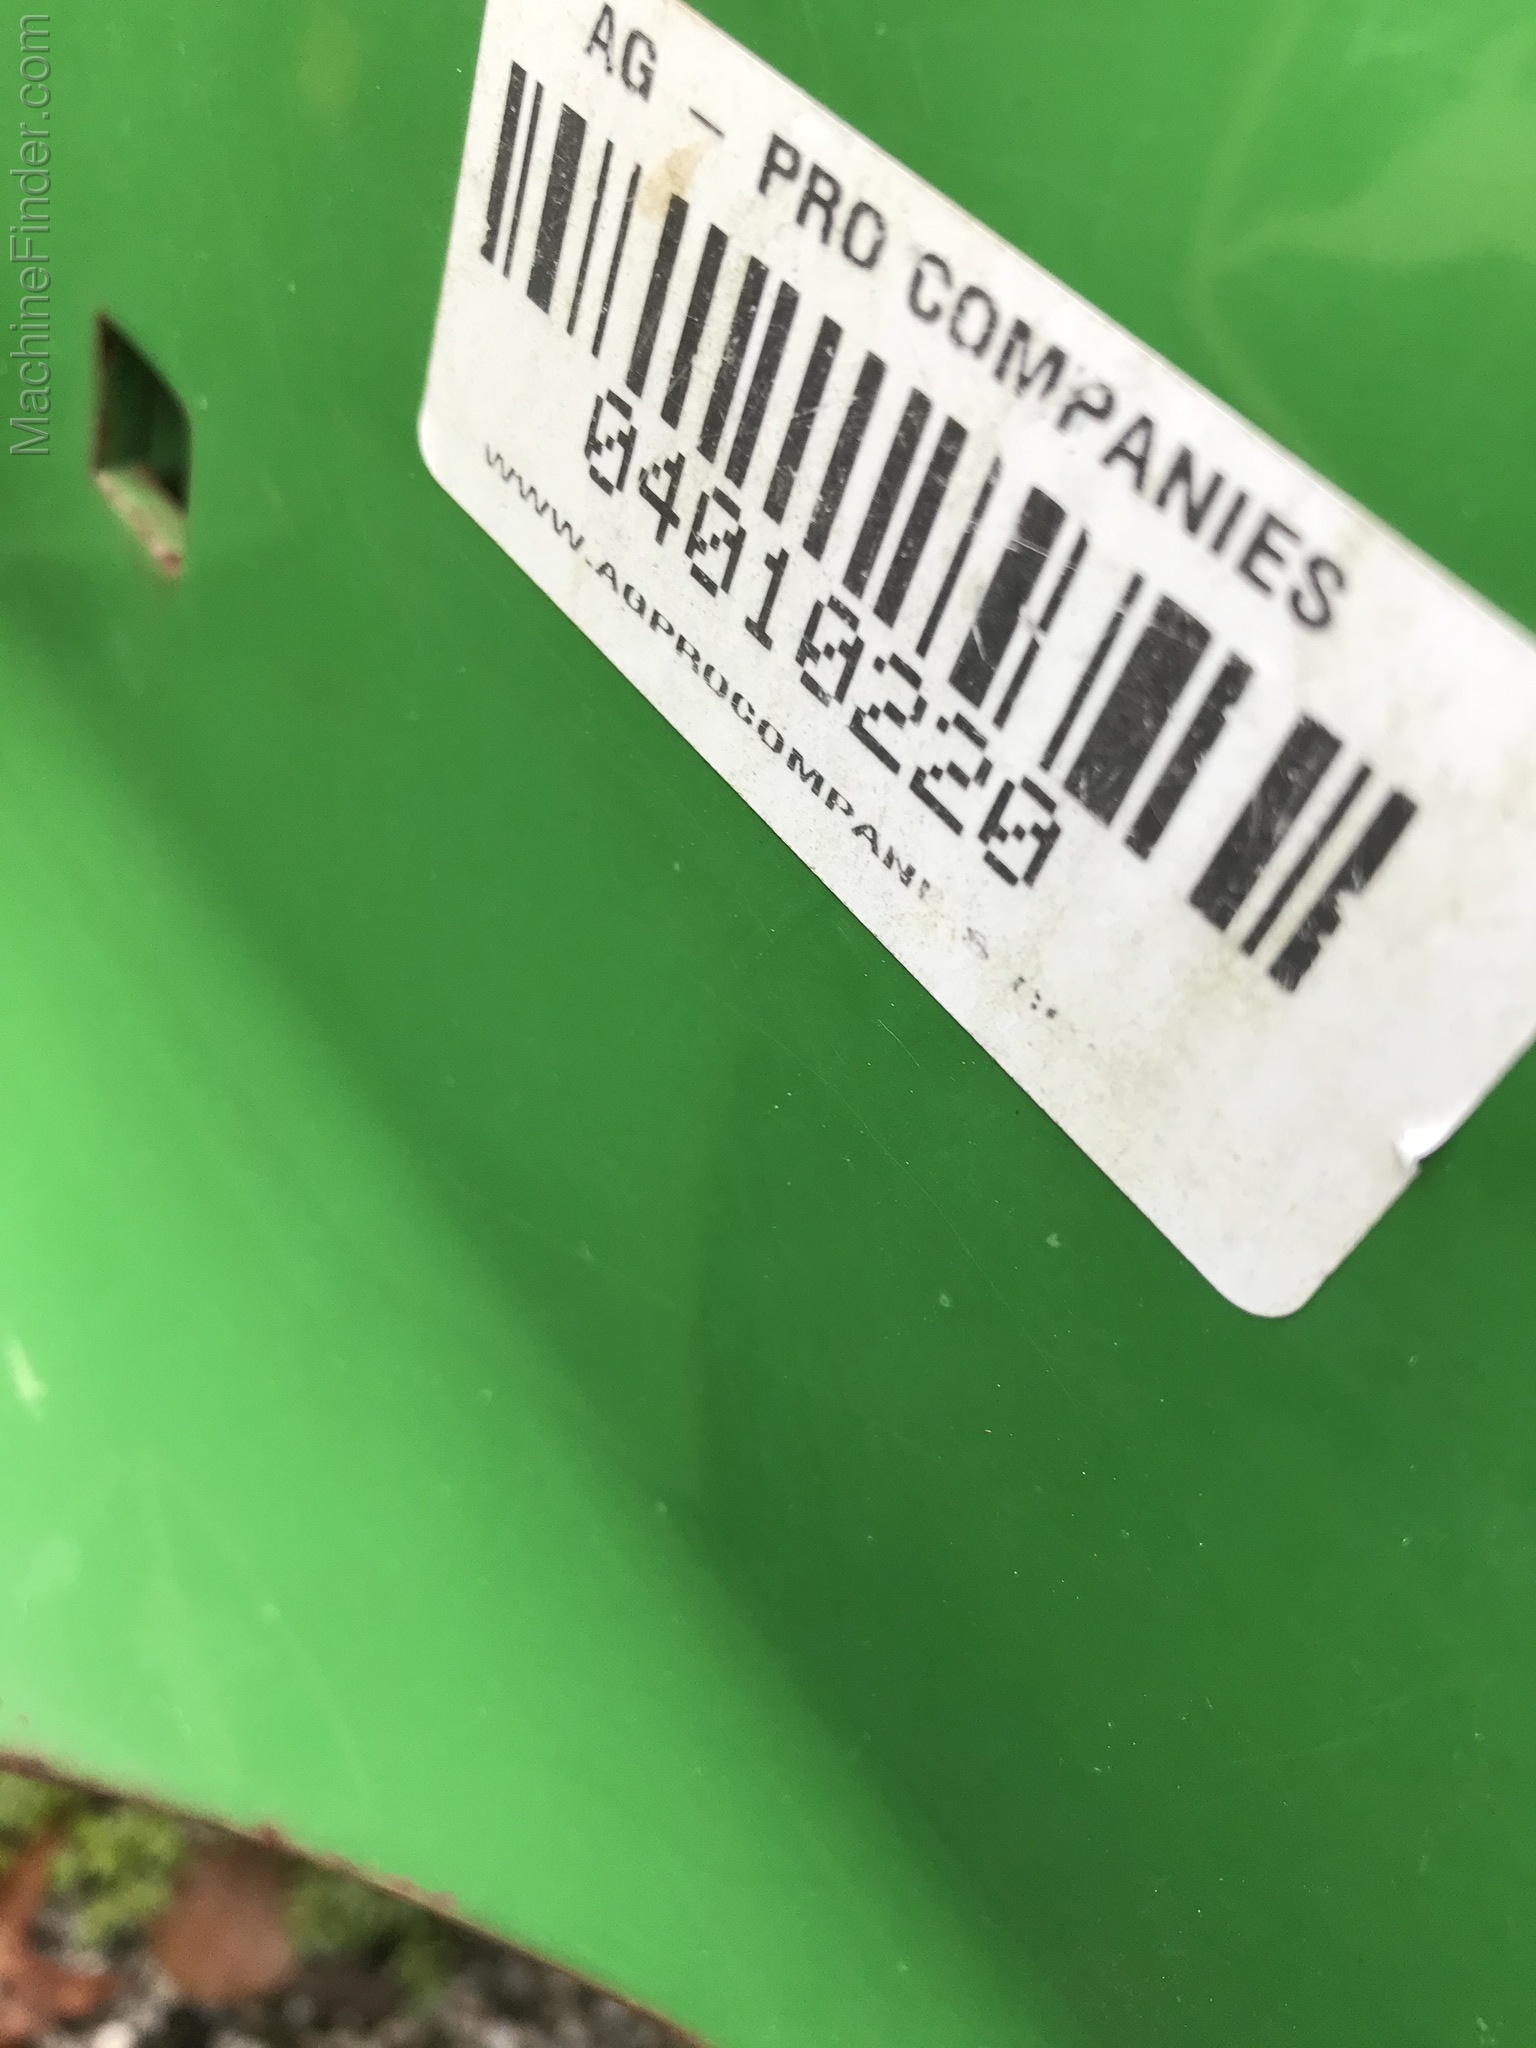 MachineFinder.com
AG - PRO COMPANIES
04010220